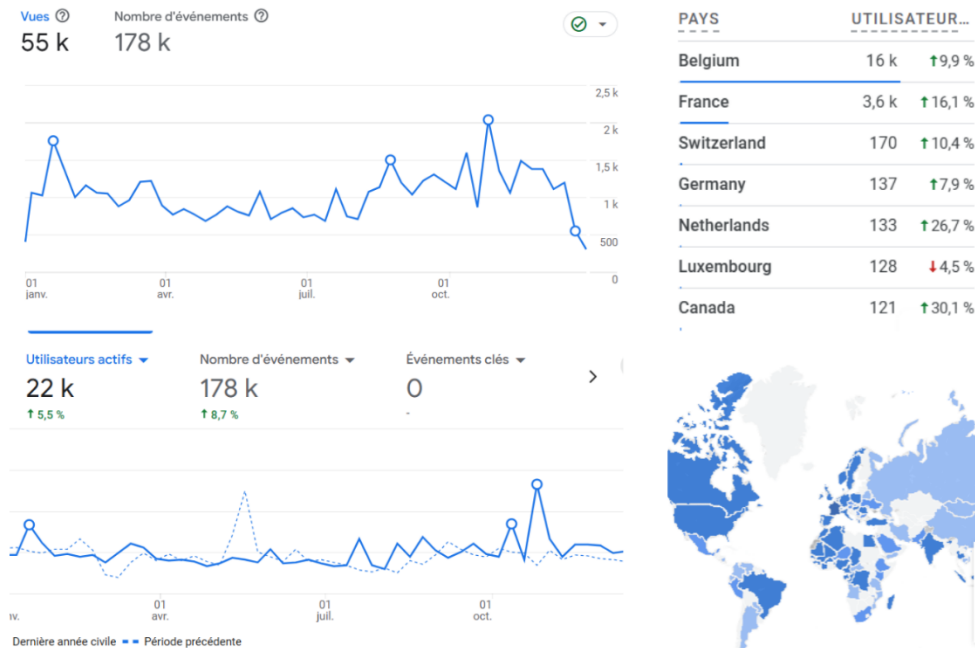 Vues
Nombre d'événements
55 k
178 k
2,5 k
2 k
1,5 k
1 k
500
0
01
janv.
01
avr.
01
juil.
01
oct.
Utilisateurs actifs
Nombre d'événements
Événements clés
22 k
178 k
0
5,5 %
8,7 %
-
01
avr.
01
juil.
01
oct.
Dernière année civile
Période précédente
PAYS
UTILISATEUR...
Belgium 16 k ↑9,9 %
France 3,6 k ↑16,1 %
Switzerland 170 ↑10,4 %
Germany 137 ↑7,9 %
Netherlands 133 ↑26,7 %
Luxembourg 128 ↓4,5 %
Canada 121 ↑30,1 %